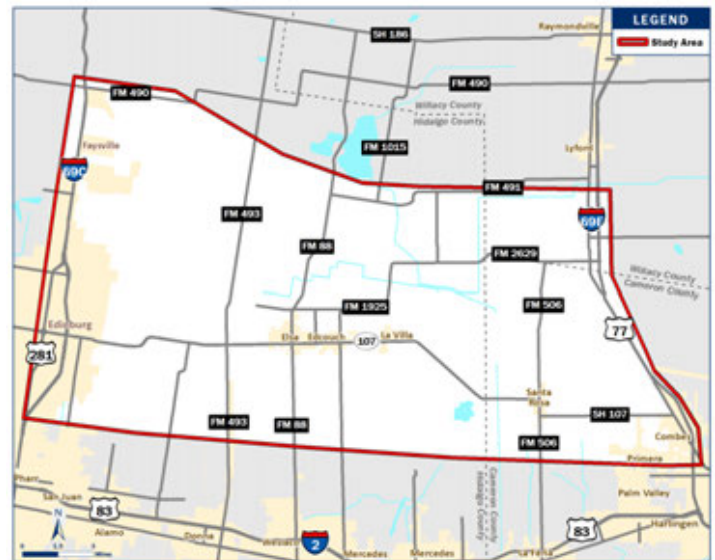 LEGEND
Study Area
Raymondville
SH 186
FM 490
FM 490
Willacy County
Hidalgo County
Faysville
FM 1015
Lyford
69C
FM 491
FM 493
69E
FM 88
FM 2629
Willacy County
Cameron County
FM 1925
FM 506
Edinburg
Elsa
Edcouch
La Villa
107
77
281
Santa
Rosa
SH 107
FM 493
FM 88
Combes
FM 506
Primera
Pharr
San Juan
83
Alamo
Donna
Weslaco
2
Mercedes
Mercedes
Cameron County
Hidalgo County
La Feria
83
Palm Valley
Harlingen
N
0